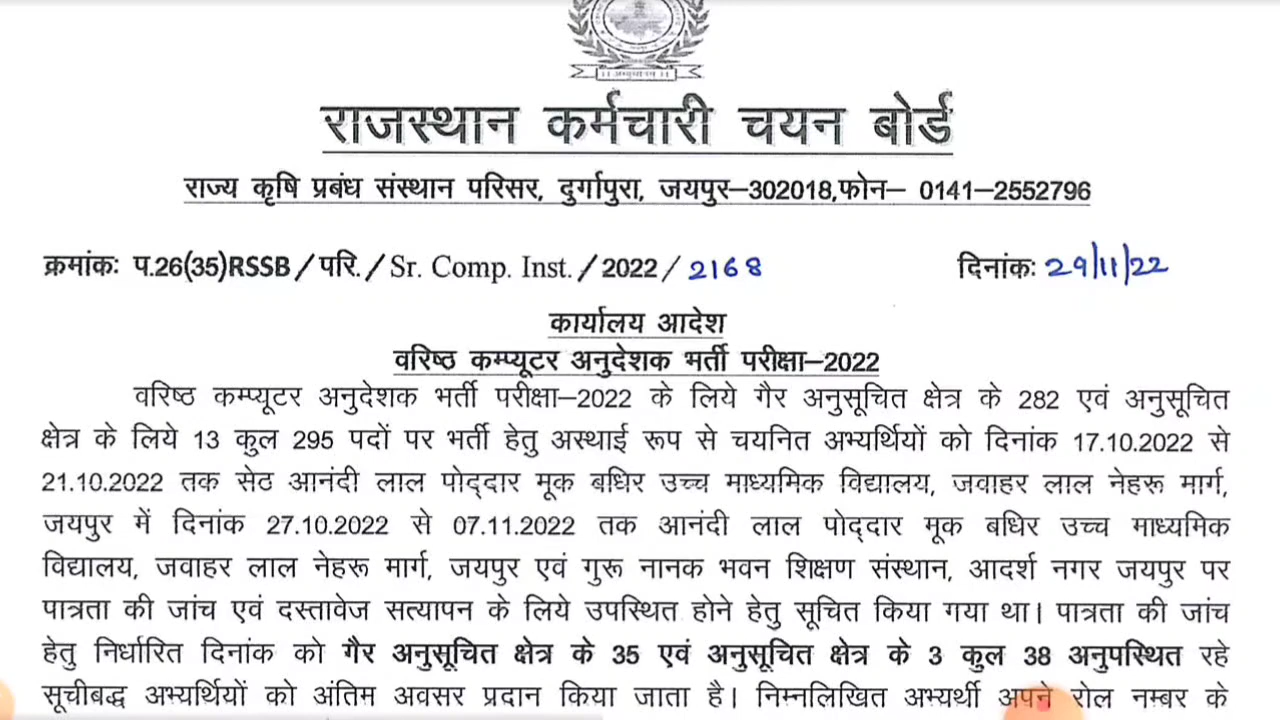 राजस्थान कर्मचारी चयन बोर्ड
राज्य कृषि प्रबंध संस्थान परिसर, दुर्गापुरा, जयपुर–302018,फोन– 0141–2552796
क्रमांकः प.26(35)RSSB / परि. / Sr. Comp. Inst. / 2022 / 2168 दिनांकः 29/11/22
कार्यालय आदेश
वरिष्ठ कम्प्यूटर अनुदेशक भर्ती परीक्षा–2022
वरिष्ठ कम्प्यूटर अनुदेशक भर्ती परीक्षा–2022 के लिये गैर अनुसूचित क्षेत्र के 282 एवं अनुसूचित
क्षेत्र के लिये 13 कुल 295 पदों पर भर्ती हेतु अस्थाई रूप से चयनित अभ्यर्थियों को दिनांक 17.10.2022 से
21.10.2022 तक सेठ आनंदी लाल पोद्दार मूक बधिर उच्च माध्यमिक विद्यालय, जवाहर लाल नेहरू मार्ग,
जयपुर में दिनांक 27.10.2022 से 07.11.2022 तक आनंदी लाल पोद्दार मूक बधिर उच्च माध्यमिक
विद्यालय, जवाहर लाल नेहरू मार्ग, जयपुर एवं गुरू नानक भवन शिक्षण संस्थान, आदर्श नगर जयपुर पर
पात्रता की जांच एवं दस्तावेज सत्यापन के लिये उपस्थित होने हेतु सूचित किया गया था। पात्रता की जांच
हेतु निर्धारित दिनांक को गैर अनुसूचित क्षेत्र के 35 एवं अनुसूचित क्षेत्र के 3 कुल 38 अनुपस्थित रहे
सूचीबद्ध अभ्यर्थियों को अंतिम अवसर प्रदान किया जाता है। निम्नलिखित अभ्यर्थी अपने रोल नम्बर के